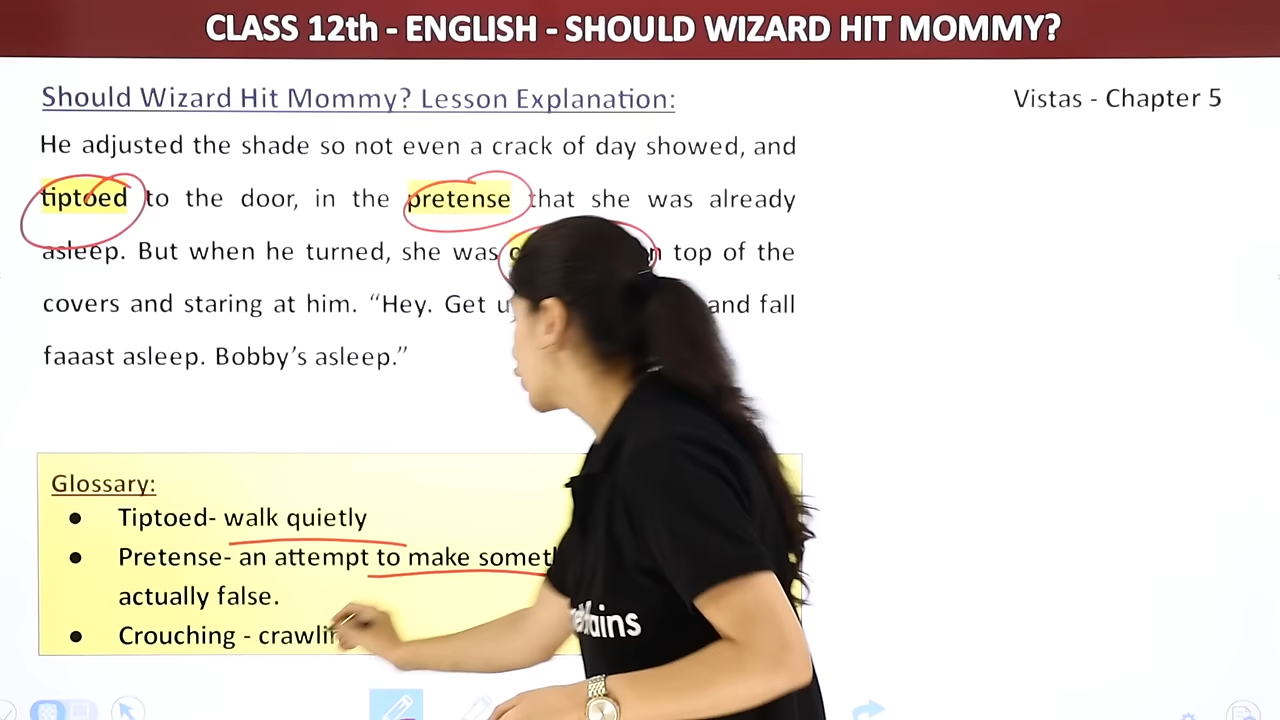 CLASS 12th - ENGLISH - SHOULD WIZARD HIT MOMMY?
Should Wizard Hit Mommy? Lesson Explanation:
Vistas - Chapter 5
He adjusted the shade so not even a crack of day showed, and
tiptoed to the door, in the pretense that she was already
asleep. But when he turned, she was top of the
covers and staring at him. “Hey. Get and fall
faaast asleep. Bobby’s asleep.”
Glossary:
● Tiptoed- walk quietly
● Pretense- an attempt to make
actually false.
● Crouching -